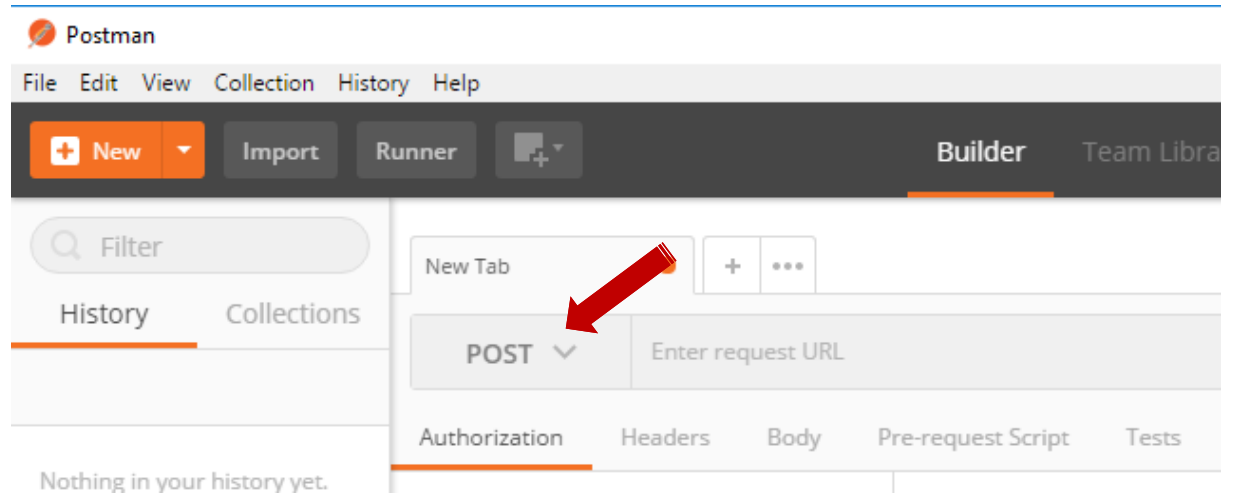 Postman
File Edit View Collection History Help
New Import Runner Builder Team Libra
Filter
History Collections
New Tab + •••
POST Enter request URL
Authorization Headers Body Pre-request Script Tests
Nothing in your history yet.